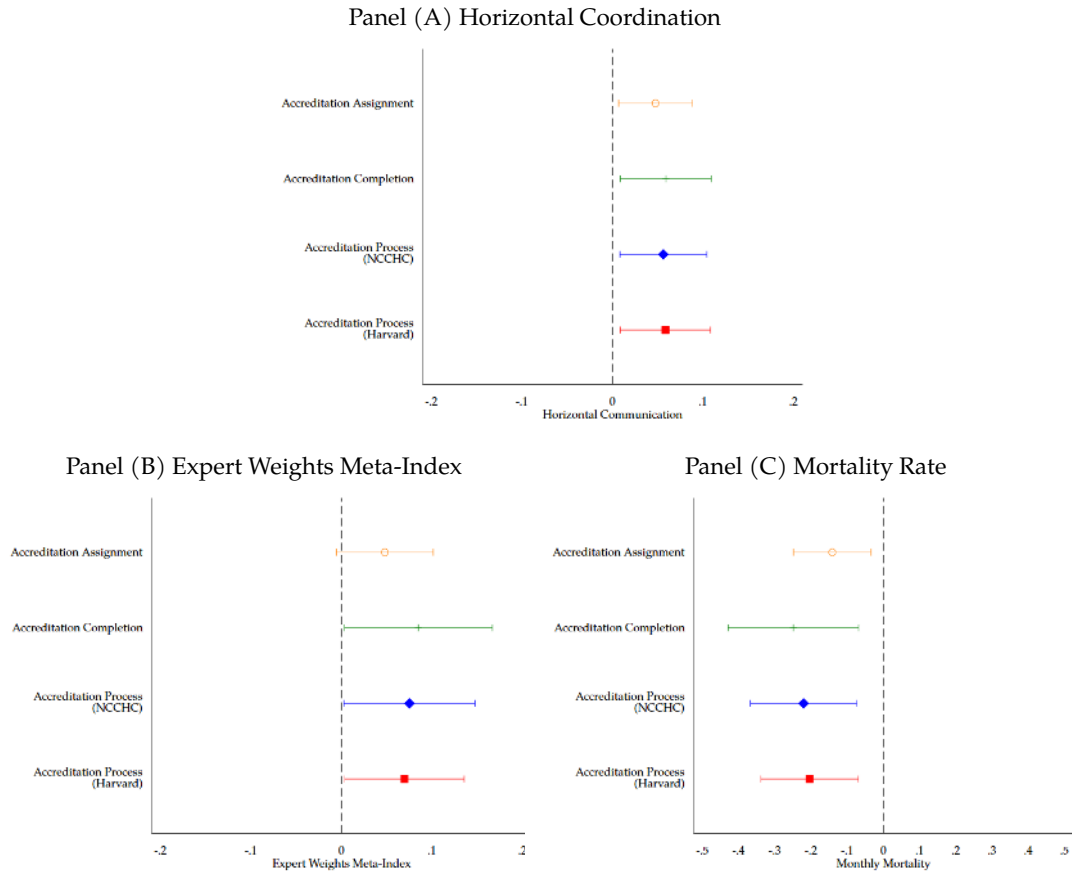 Panel (A) Horizontal Coordination
Accreditation Assignment
Accreditation Completion
Accreditation Process
(NCCHC)
Accreditation Process
(Harvard)
-.2 -.1 0 .1 .2
Horizontal Communication
Panel (B) Expert Weights Meta-Index
Accreditation Assignment
Accreditation Completion
Accreditation Process
(NCCHC)
Accreditation Process
(Harvard)
-.2 -.1 0 .1 .2
Expert Weights Meta-Index
Panel (C) Mortality Rate
Accreditation Assignment
Accreditation Completion
Accreditation Process
(NCCHC)
Accreditation Process
(Harvard)
-.5 -.4 -.3 -.2 -.1 0 .1 .2 .3 .4 .5
Monthly Mortality